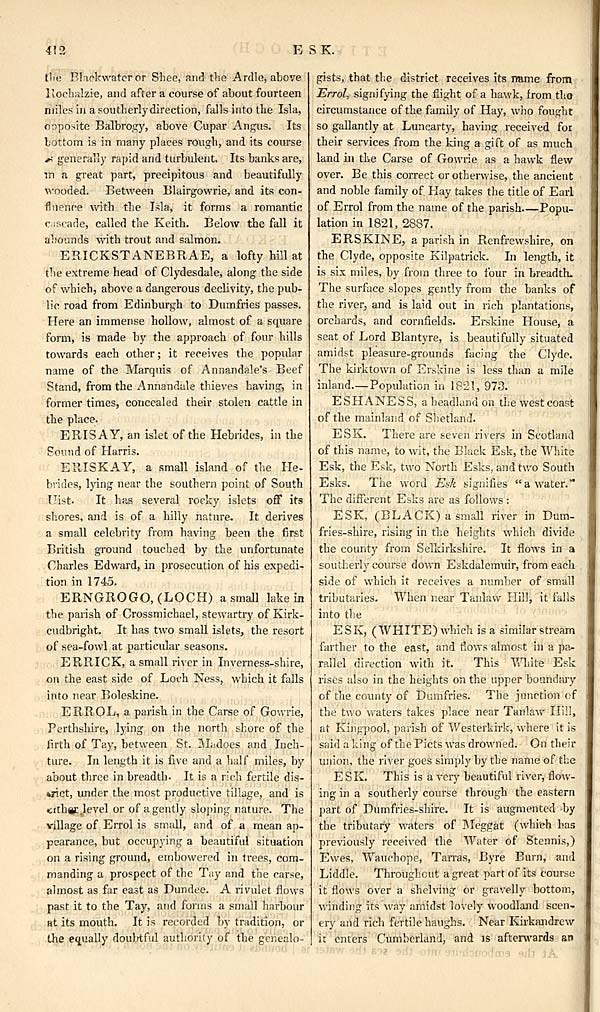 412
ESK.
the Blackwater or Shee, and the Ardle, above
Rochalzie, and after a course of about fourteen
miles in a southerly direction, falls into the Isla,
opposite Balbrogy, above Cupar Angus. Its
bottom is in many places rough, and its course
generally rapid and turbulent. Its banks are,
in a great part, precipitous and beautifully
wooded. Between Blairgowrie, and its con-
fluence with the Isla, it forms a romantic
cascade, called the Keith. Below the fall it
abounds with trout and salmon.
ERICKSTANEBRAE, a lofty hill at
the extreme head of Clydesdale, along the side
of which, above a dangerous declivity, the pub-
lic road from Edinburgh to Dumfries passes.
Here an immense hollow, almost of a square
form, is made by the approach of four hills
towards each other; it receives the popular
name of the Marquis of Annandale's Beef
Stand, from the Annandale thieves having, in
former times, concealed their stolen cattle in
the place.
ERISAY, an islet of the Hebrides, in the
Sound of Harris.
ERISKAY, a small island of the He-
brides, lying near the southern point of South
Uist. It has several rocky islets off its
shores, and is of a hilly nature. It derives
a small celebrity from having been the first
British ground touched by the unfortunate
Charles Edward, in prosecution of his expedi-
tion in 1745.
ERNGROGO, (LOCH) a small lake in
the parish of Crossmichael, stewartry of Kirk-
cudbright. It has two small islets, the resort
of sea-fowl at particular seasons.
ERRICK, a small river in Inverness-shire,
on the east side of Loch Ness, which it falls
into near Boleskine.
ERROL, a parish in the Carse of Gowrie,
Perthshire, lying on the north shore of the
firth of Tay, between St. Madoes and Inch-
ture. In length it is five and a half miles, by
about three in breadth. It is a rich fertile dis-
trict, under the most productive tillage, and is
either level or of a gently sloping nature. The
village of Errol is small, and of a mean ap-
pearance, but occupying a beautiful situation
on a rising ground, embowered in trees, com-
manding a prospect of the Tay and the carse,
almost as far east as Dundee. A rivulet flows
past it to the Tay, and forms a small harbour
at its mouth. It is recorded by tradition, or
the equally doubtful authority of the genealo-
gists, that the district receives its name from
Errol, signifying the flight of a hawk, from the
circumstance of the family of Hay, who fought
so gallantly at Luncarty, having received for
their services from the king a gift of as much
land in the Carse of Gowrie as a hawk flew
over. Be this correct or otherwise, the ancient
and noble family of Hay takes the title of Earl
of Errol from the name of the parish.—Popu-
lation in 1821, 2887.
ERSKINE, a parish in Renfrewshire, on
the Clyde, opposite Kilpatrick. In length, it
is six miles, by from three to four in breadth.
The surface slopes gently from the banks of
the river, and is laid out in rich plantations,
orchards, and cornfields. Erskine House, a
seat of Lord Blantyre, is beautifully situated
amidst pleasure-grounds facing the Clyde.
The kirktown of Erskine is less than a mile
inland.—Population in 1821, 973.
ESHANESS, a headland on the west coast
of the mainland of Shetland.
ESK. There are seven rivers in Scotland
of this name, to wit, the Black Esk, the White
Esk, the Esk, two North Esks, and two South
Esks. The word Esk signifies "a water."
The different Esks are as follows:
ESK, (BLACK) a small river in Dum-
fries-shire, rising in the heights which divide
the county from Selkirkshire. It flows in a
southerly course down Eskdalemuir, from each
side of which it receives a number of small
tributaries. When near Tanlaw Hill, it falls
into the
ESK, (WHITE) which is a similar stream
farther to the east, and flows almost in a pa-
rallel direction with it. This White Esk
rises also in the heights on the upper boundary
of the county of Dumfries. The junction of
the two waters takes place near Tanlaw Hill,
at Kingpool, parish of Westerkirk, where it is
said a king of the Picts was drowned. On their
union, the river goes simply by the name of the
ESK. This is a very beautiful river, flow-
ing in a southerly course through the eastern
part of Dumfries-shire. It is augmented by
the tributary waters of Meggat (which has
previously received the Water of Stennis,)
Ewes, Wauchope, Tarras, Byre Burn, and
Liddle. Throughout a great part of its course
it flows over a shelving or gravelly bottom,
winding its way amidst lovely woodland scen-
ery and rich fertile haughs. Near Kirkandrew
it enters Cumberland, and is afterwards an